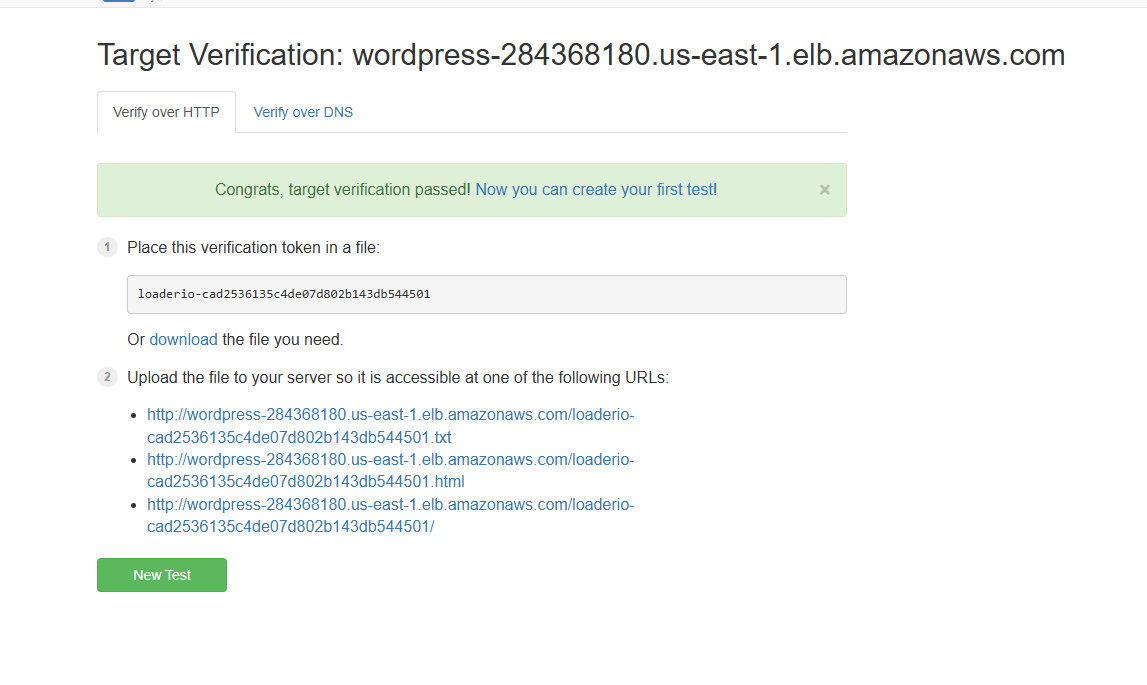 Target Verification: wordpress-284368180.us-east-1.elb.amazonaws.com
Verify over HTTP
Verify over DNS
Congrats, target verification passed! Now you can create your first test!
×
1 Place this verification token in a file:
loaderio-cad2536135c4de07d802b143db544501
Or download the file you need.
2 Upload the file to your server so it is accessible at one of the following URLs:
• http://wordpress-284368180.us-east-1.elb.amazonaws.com/loaderio-
cad2536135c4de07d802b143db544501.txt
• http://wordpress-284368180.us-east-1.elb.amazonaws.com/loaderio-
cad2536135c4de07d802b143db544501.html
• http://wordpress-284368180.us-east-1.elb.amazonaws.com/loaderio-
cad2536135c4de07d802b143db544501/
New Test